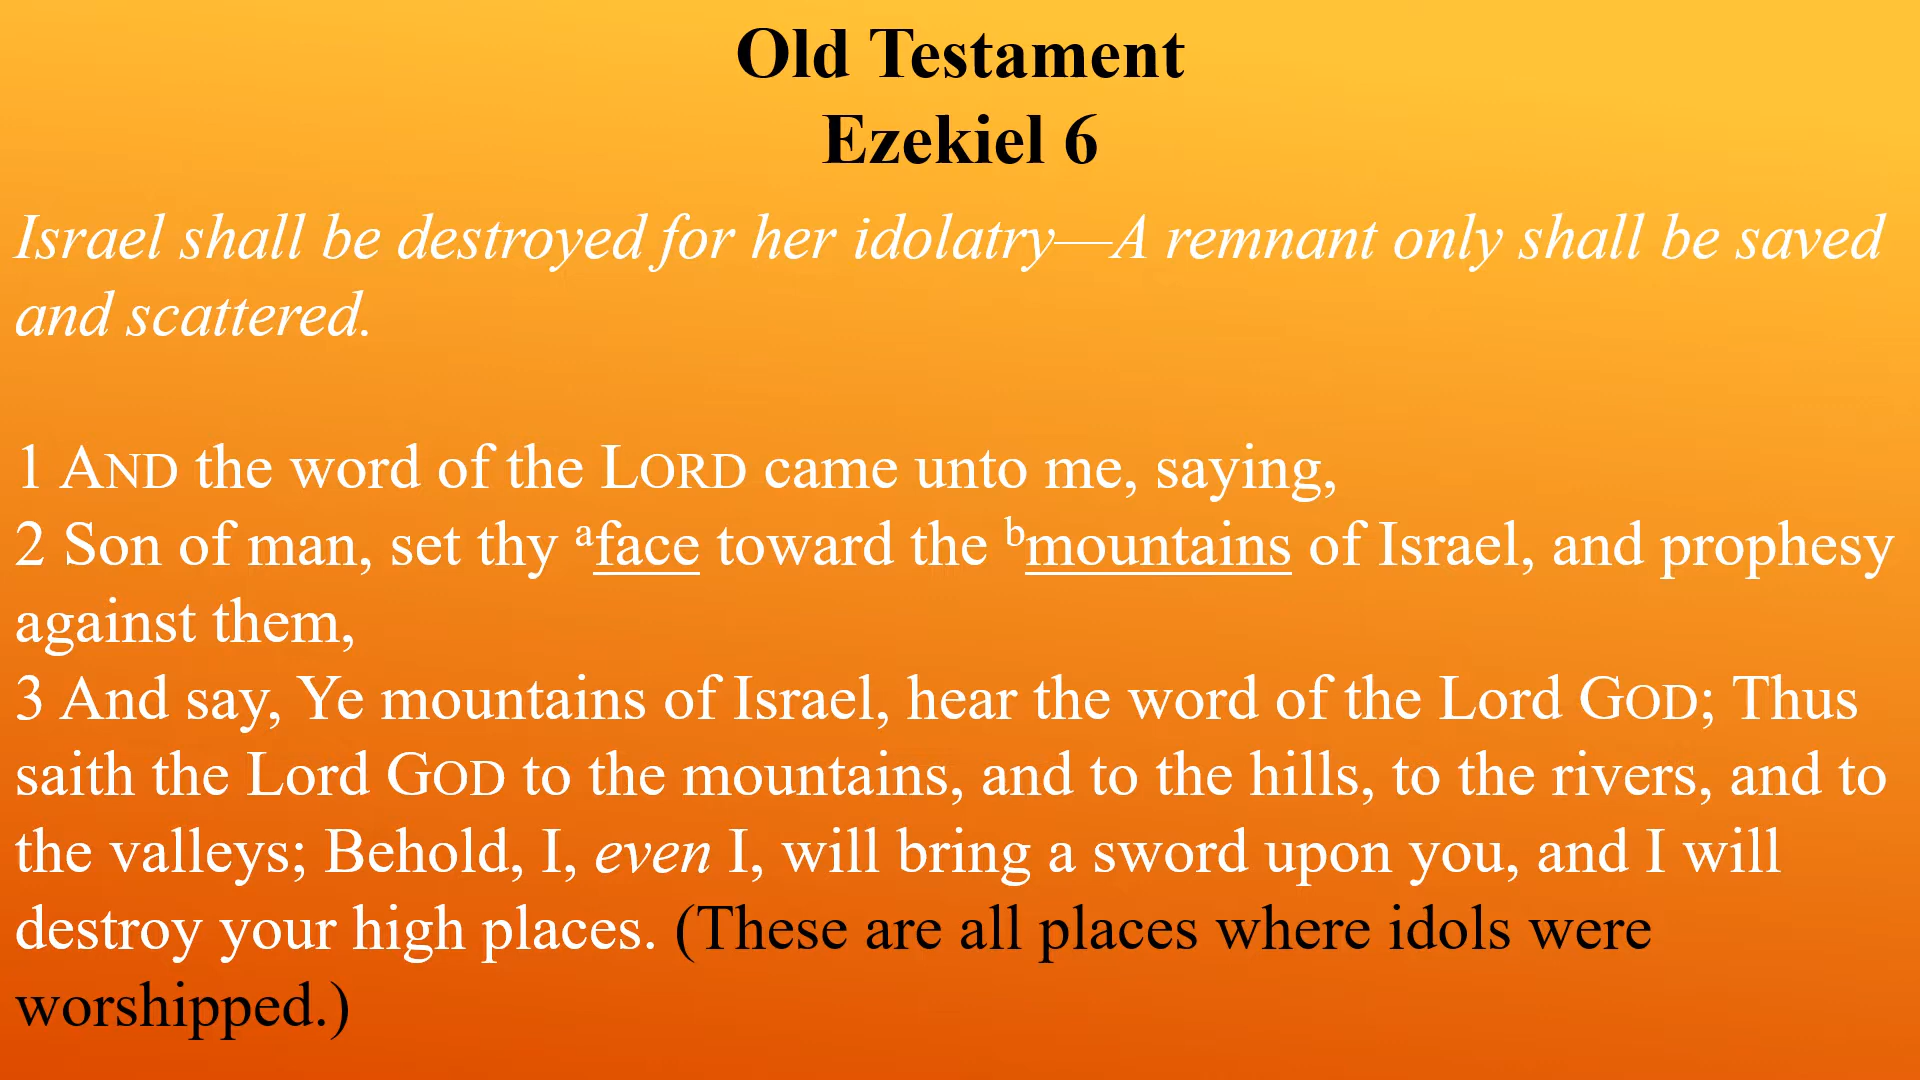 Old Testament
Ezekiel 6
Israel shall be destroyed for her idolatry—A remnant only shall be saved
and scattered.
1 AND the word of the LORD came unto me, saying,
2 Son of man, set thy aface toward the bmountains of Israel, and prophesy
against them,
3 And say, Ye mountains of Israel, hear the word of the Lord GOD; Thus
saith the Lord GOD to the mountains, and to the hills, to the rivers, and to
the valleys; Behold, I, even I, will bring a sword upon you, and I will
destroy your high places. (These are all places where idols were
worshipped.)